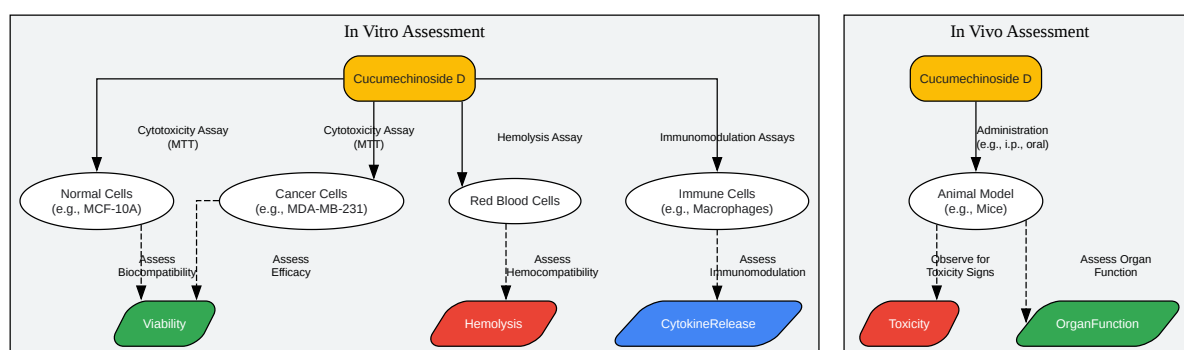 In Vitro Assessment
Cucumechinoside D
Cytotoxicity Assay
(MTT)
Cytotoxicity Assay
(MTT)
Hemolysis Assay
Immunomodulation Assays
Normal Cells
(e.g., MCF-10A)
Cancer Cells
(e.g., MDA-MB-231)
Red Blood Cells
Immune Cells
(e.g., Macrophages)
Assess
Biocompatibility
Assess
Efficacy
Assess
Hemocompatibility
Assess
Immunomodulation
Viability
Hemolysis
CytokineRelease
In Vivo Assessment
Cucumechinoside D
Administration
(e.g., i.p., oral)
Animal Model
(e.g., Mice)
Observe for
Toxicity Signs
Assess Organ
Function
Toxicity
OrganFunction